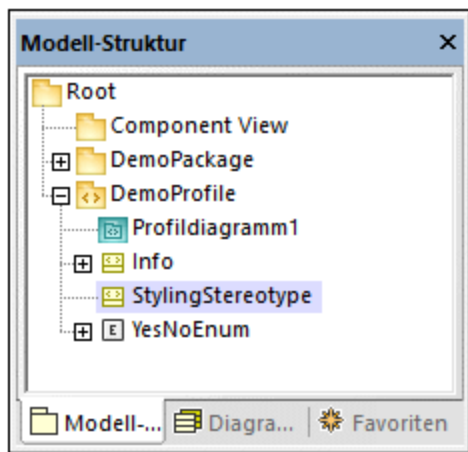 Modell-Struktur
Root
Component View
DemoPackage
DemoProfile
Profildiagramm1
Info
StylingStereotype
E YesNoEnum
Modell-... Diagra... Favoriten